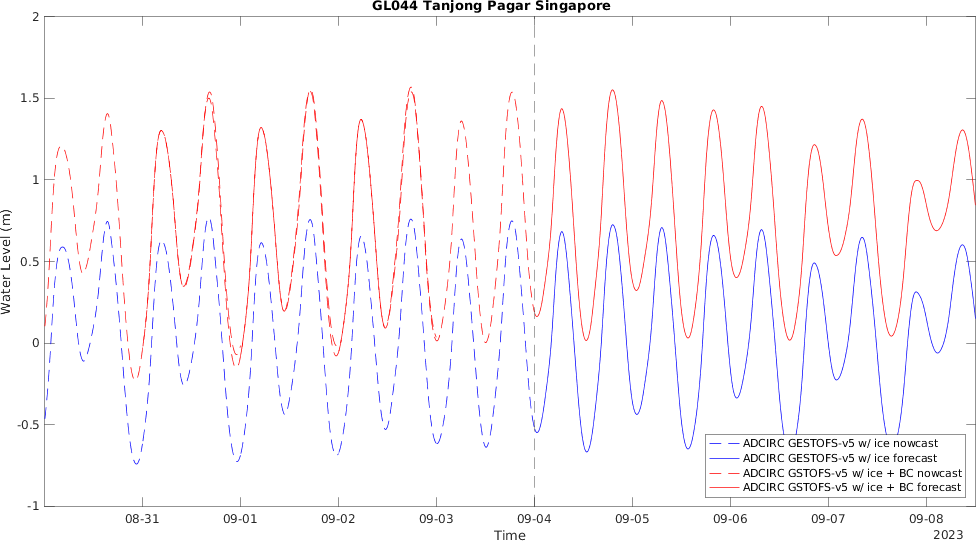 GL044 Tanjong Pagar Singapore
Water Level (m)
2
1.5
1
0.5
0
-0.5
-1
08-31 09-01 09-02 09-03 09-04 09-05 09-06 09-07 09-08
Time
2023
ADCIRC GESTOFS-v5 w/ ice nowcast
ADCIRC GESTOFS-v5 w/ ice forecast
ADCIRC GSTOFS-v5 w/ ice + BC nowcast
ADCIRC GSTOFS-v5 w/ ice + BC forecast